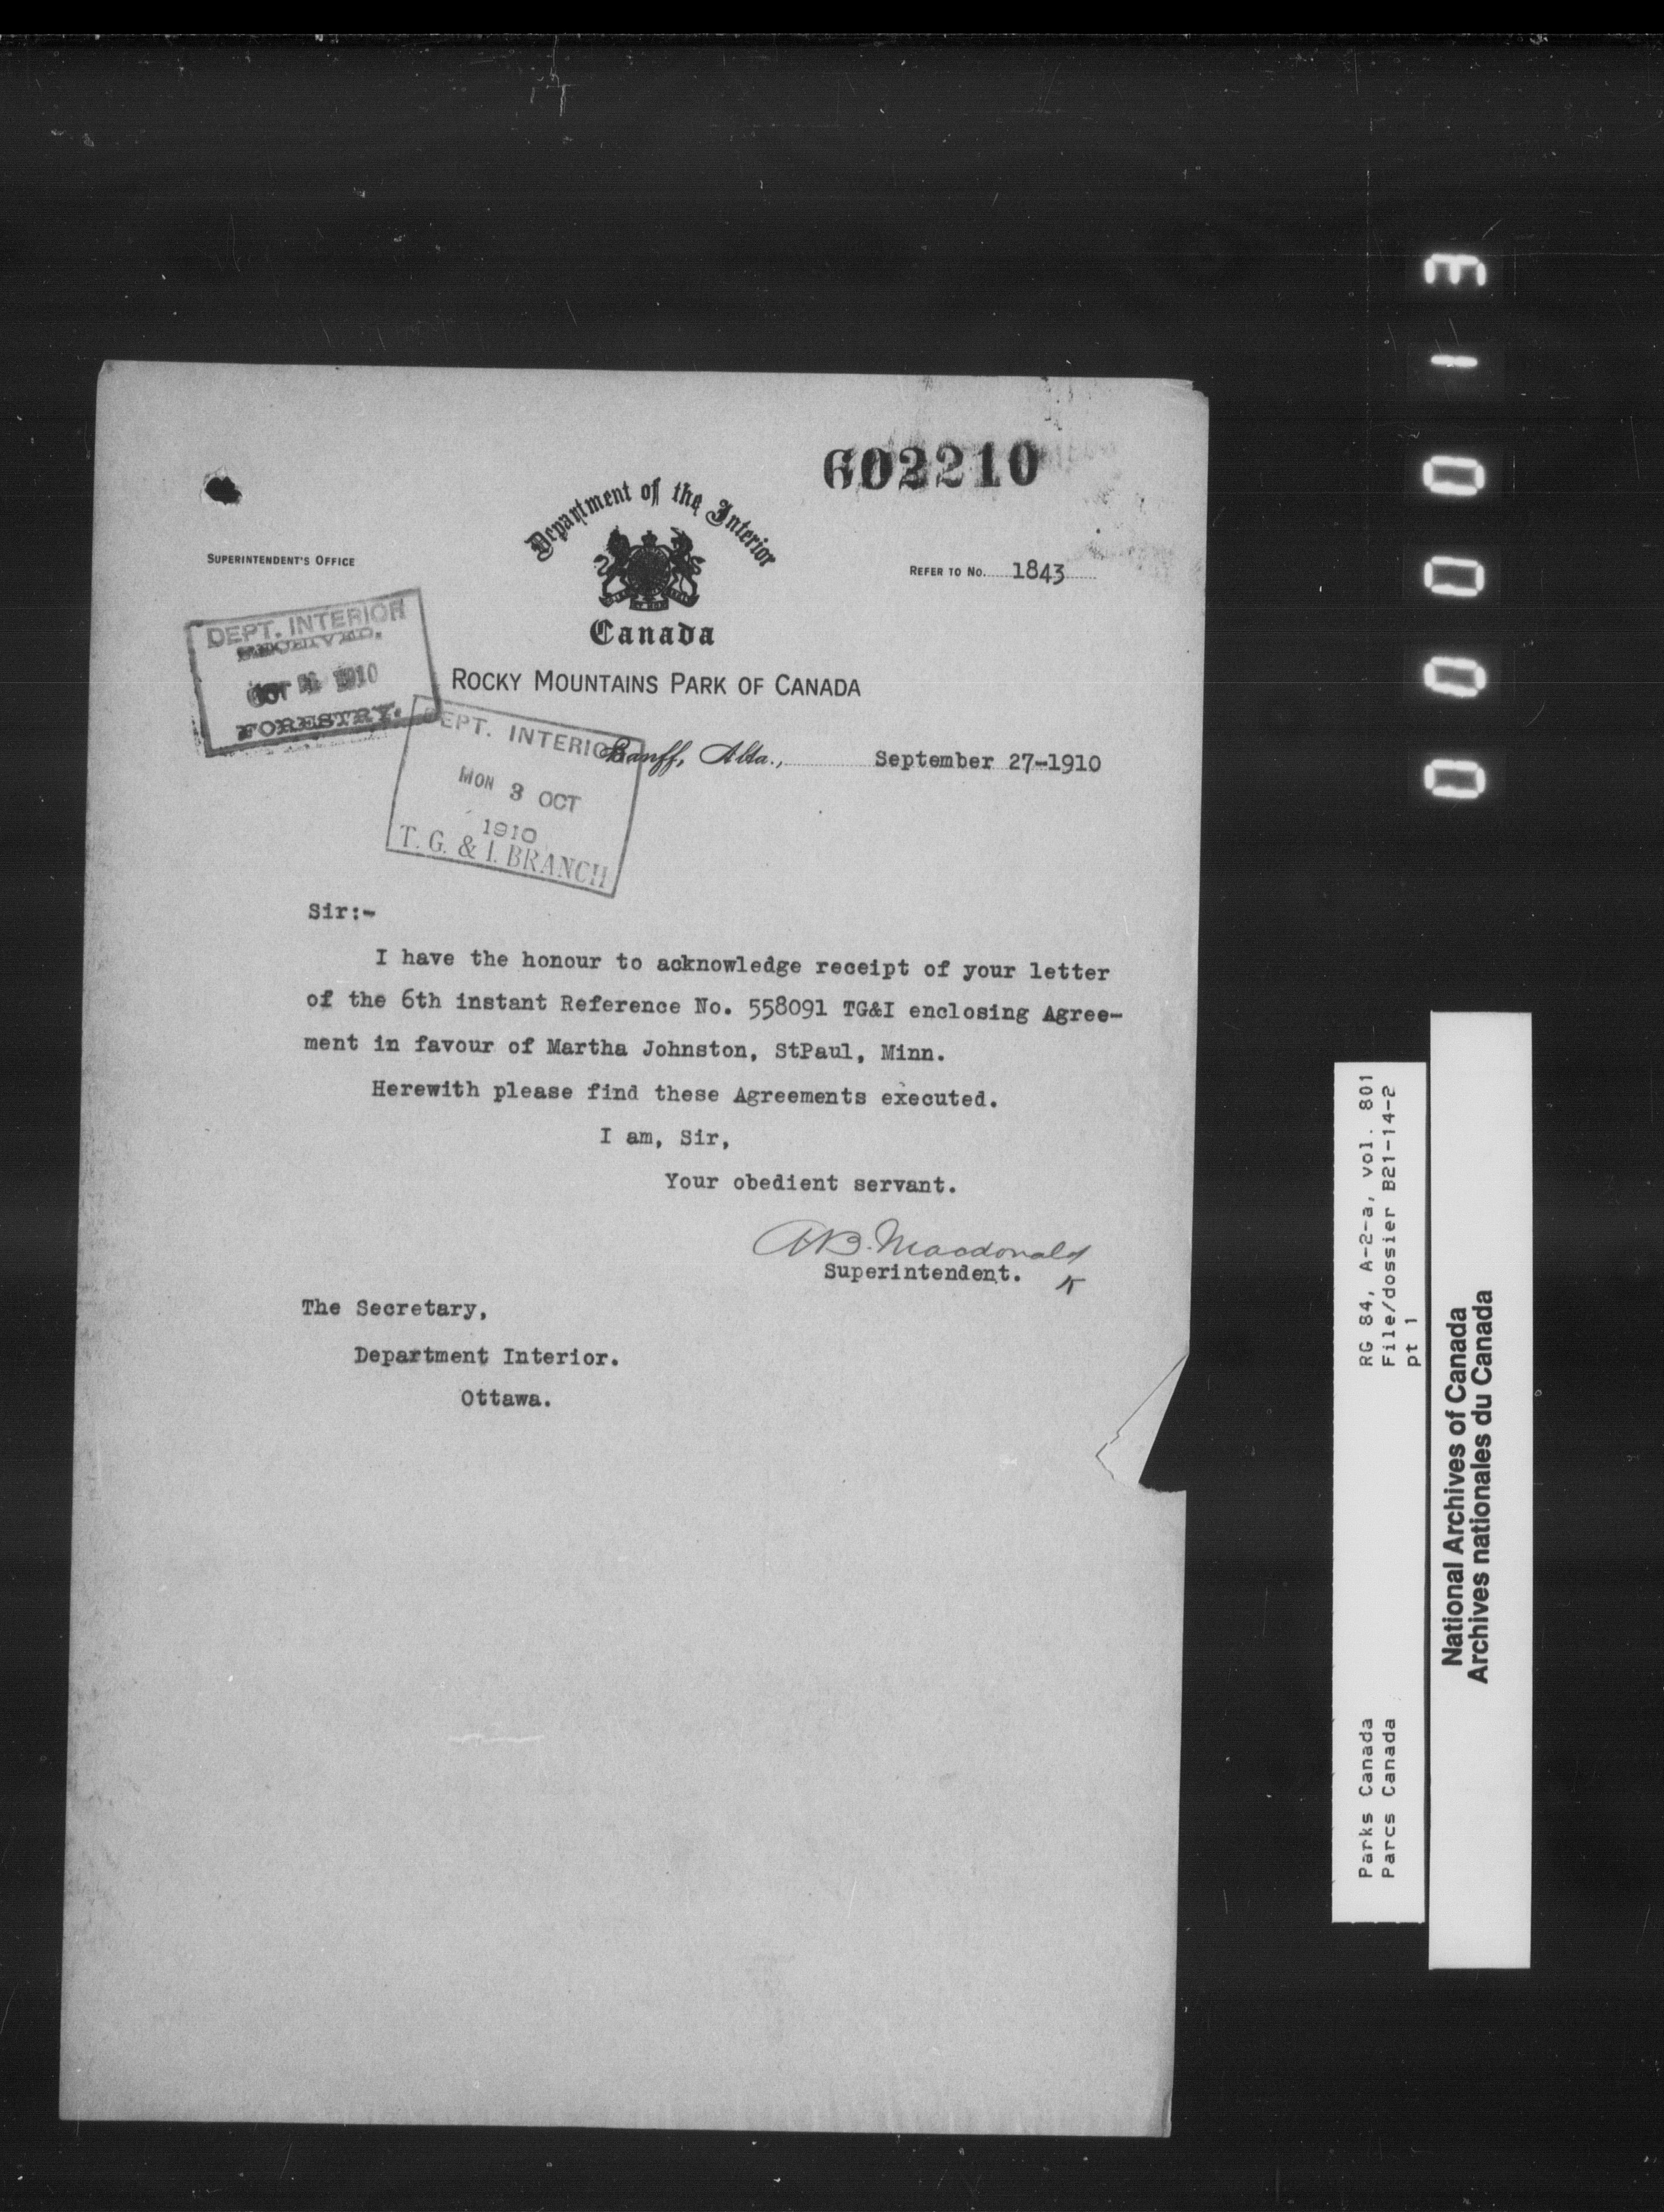 602210
Department of the Interior
SUPERINTENDENT'S OFFICE
REFER TO No. 1843
Canada
ROCKY MOUNTAINS PARK OF CANADA
DEPT. INTERIOR
RECEIVED.
OCT 1910
FORESTRY.
Banff, Alta., September 27-1910
DEPT. INTERIOR
MON 3 OCT
1910
T. G. & I. BRANCH
Sir:-
I have the honour to acknowledge receipt of your letter
of the 6th instant Reference No. 558091 TG&I enclosing Agree-
ment in favour of Martha Johnston, StPaul, Minn.
Herewith please find these Agreements executed.
I am, Sir,
Your obedient servant.
AB. Macdonald
Superintendent. K
The Secretary,
Department Interior.
Ottawa.
0000013
RG 84, A-2-a, vol. 801
File/dossier B21-14-2
pt 1
Parks Canada
Parcs Canada
National Archives of Canada
Archives nationales du Canada